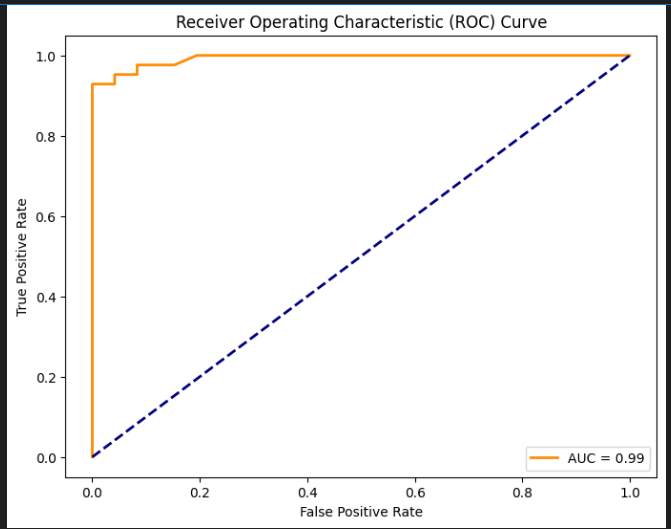 Receiver Operating Characteristic (ROC) Curve
1.0
0.8
0.6
0.4
0.2
0.0
True Positive Rate
AUC = 0.99
0.0 0.2 0.4 0.6 0.8 1.0
False Positive Rate